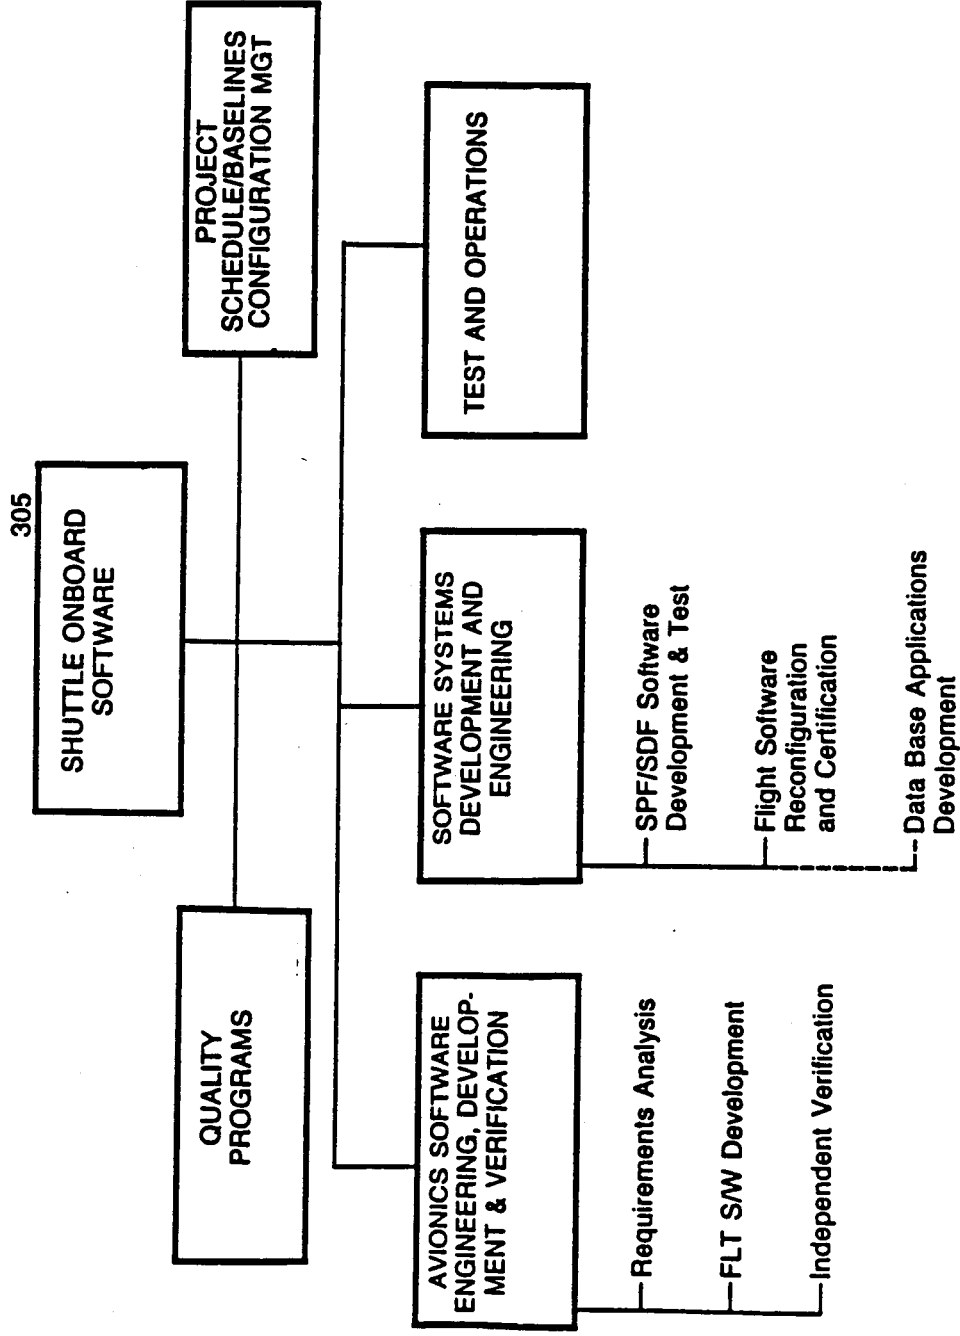 305
SHUTTLE ONBOARD
SOFTWARE
QUALITY
PROGRAMS
PROJECT
SCHEDULE/BASELINES
CONFIGURATION MGT
AVIONICS SOFTWARE
ENGINEERING, DEVELOP-
MENT & VERIFICATION
Requirements Analysis
FLT S/W Development
Independent Verification
SOFTWARE SYSTEMS
DEVELOPMENT AND
ENGINEERING
SPF/SDF Software
Development & Test
Flight Software
Reconfiguration
and Certification
Data Base Applications
Development
TEST AND OPERATIONS